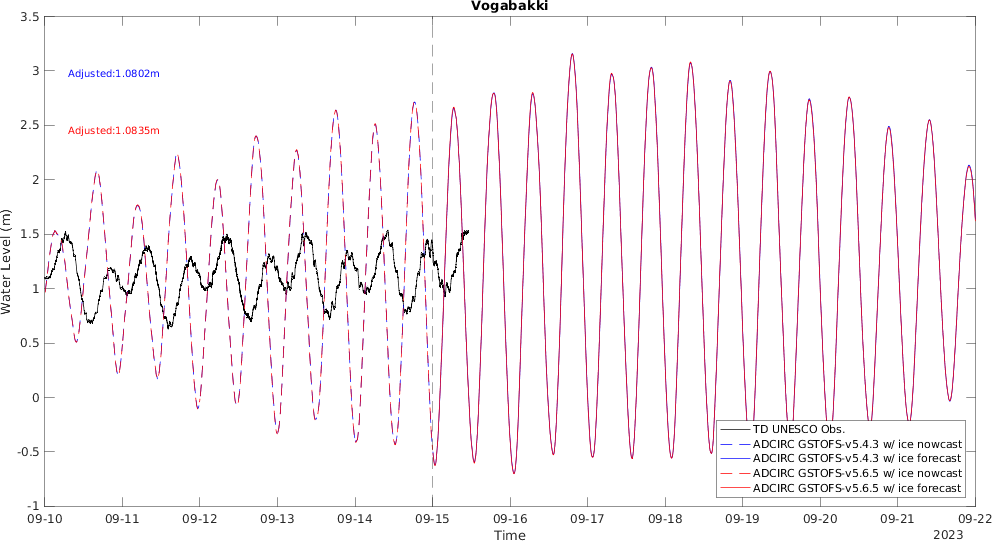 Vogabakki
3.5
3
2.5
2
1.5
1
0.5
0
-0.5
-1
Water Level (m)
Adjusted:1.0802m
Adjusted:1.0835m
TD UNESCO Obs.
ADCIRC GSTOFS-v5.4.3 w/ ice nowcast
ADCIRC GSTOFS-v5.4.3 w/ ice forecast
ADCIRC GSTOFS-v5.6.5 w/ ice nowcast
ADCIRC GSTOFS-v5.6.5 w/ ice forecast
09-10 09-11 09-12 09-13 09-14 09-15 09-16 09-17 09-18 09-19 09-20 09-21 09-22
Time
2023